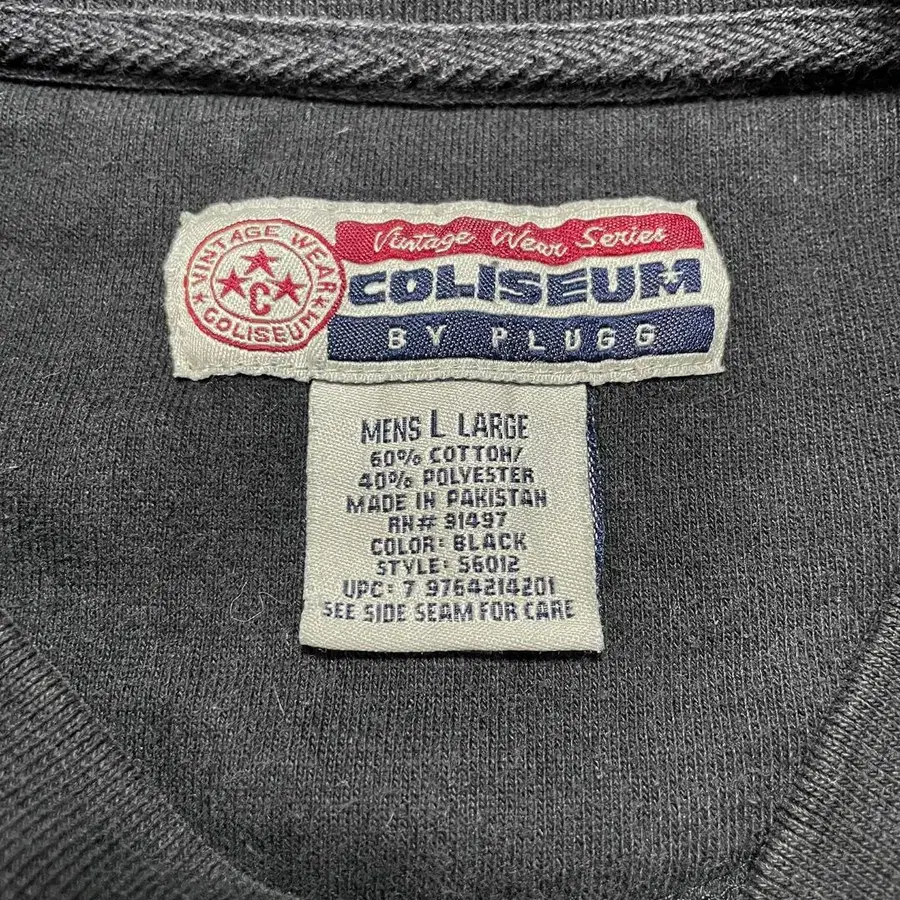 VINTAGE WEAR
C
COLISEUM
Vintage Wear Series
COLISEUM
BY PLUGG
MENS L LARGE
60% COTTON/
40% POLYESTER
MADE IN PAKISTAN
RN# 91497
COLOR: BLACK
STYLE: 56012
UPC: 7 9764214201
SEE SIDE SEAM FOR CARE